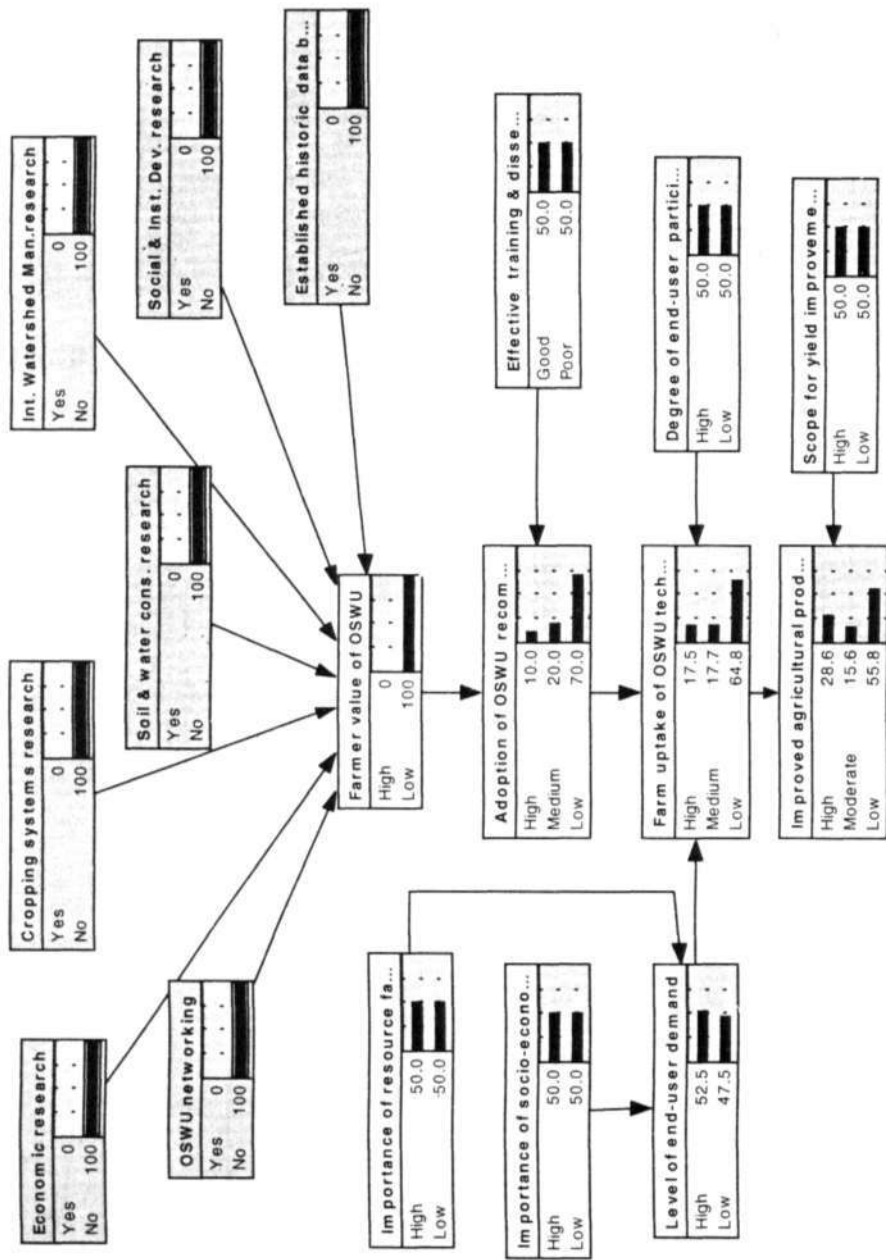 Economic research
Yes 0
No 100
Cropping systems research
Yes 0
No 100
Int. Watershed Man.research
Yes 0
No 100
OSWU networking
Yes 0
No 100
Soil & water cons. research
Yes 0
No 100
Social & Inst. Dev. research
Yes 0
No 100
Established historic data b...
Yes 0
No 100
Farmer value of OSWU
High 0
Low 100
Importance of resource fa...
High 50.0
Low 50.0
Adoption of OSWU recom...
High 10.0
Medium 20.0
Low 70.0
Effective training & disse...
Good 50.0
Poor 50.0
Importance of socio-econo...
High 50.0
Low 50.0
Level of end-user demand
High 52.5
Low 47.5
Farm uptake of OSWU tech...
High 17.5
Medium 17.7
Low 64.8
Degree of end-user partici...
High 50.0
Low 50.0
Improved agricultural prod...
High 28.6
Moderate 15.6
Low 55.8
Scope for yield improveme...
High 50.0
Low 50.0